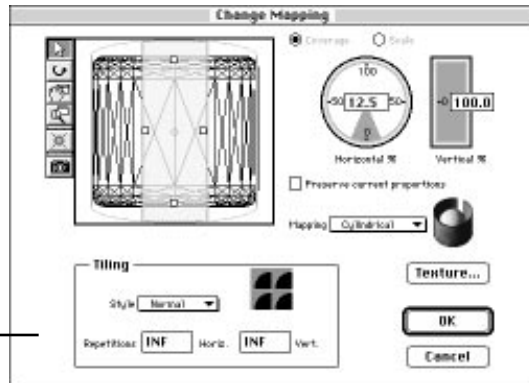 Change Mapping
Coverage Scale
100
-50 12.5 50-
0
+0 100.0
Horizontal % Vertical %
Preserve current proportions
Mapping Cylindrical
Tiling
Style Normal
Repetitions INF Horiz. INF Vert.
Texture...
OK
Cancel